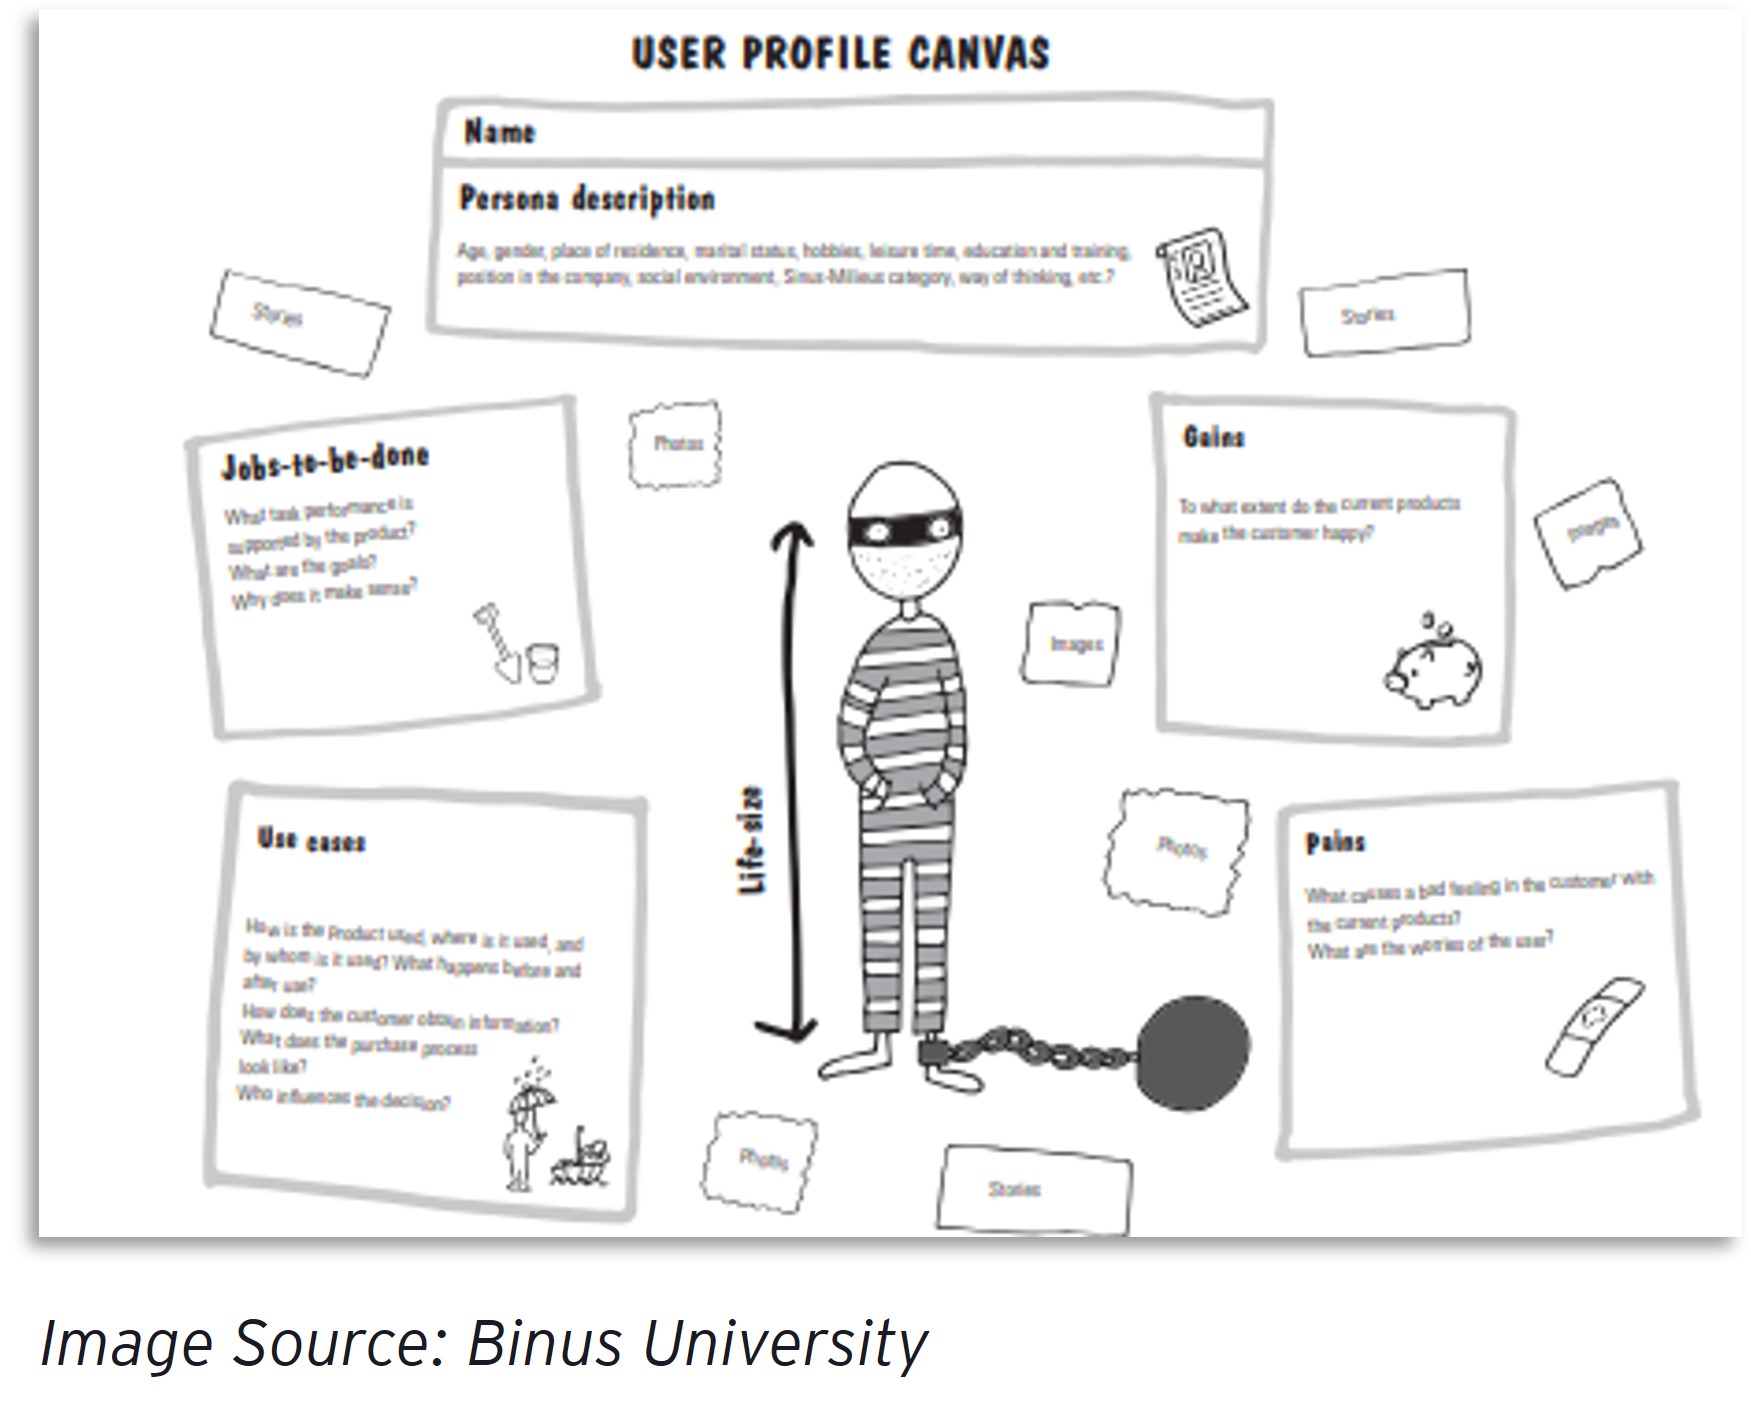 USER PROFILE CANVAS
Name
Persona description
Age, gender, place of residence, marital status, hobbies, leisure time, education and training,
position in the company, social environment, Sinus-Milieus category, way of thinking, etc.?
Stories
Stories
Jobs-to-be-done
What task performance is
supported by the product?
What are the goals?
Why does it make sense?
Photos
Gains
To what extent do the current products
make the customer happy?
Images
Images
Life-size
Use cases
How is the Product used, where is it used, and
by whom is it used? What happens before and
after use?
How does the customer obtain information?
What does the purchase process
look like?
Who influences the decision?
Photos
Pains
What causes a bad feeling in the customer with
the current products?
What are the worries of the user?
Photos
Stories
Image Source: Binus University